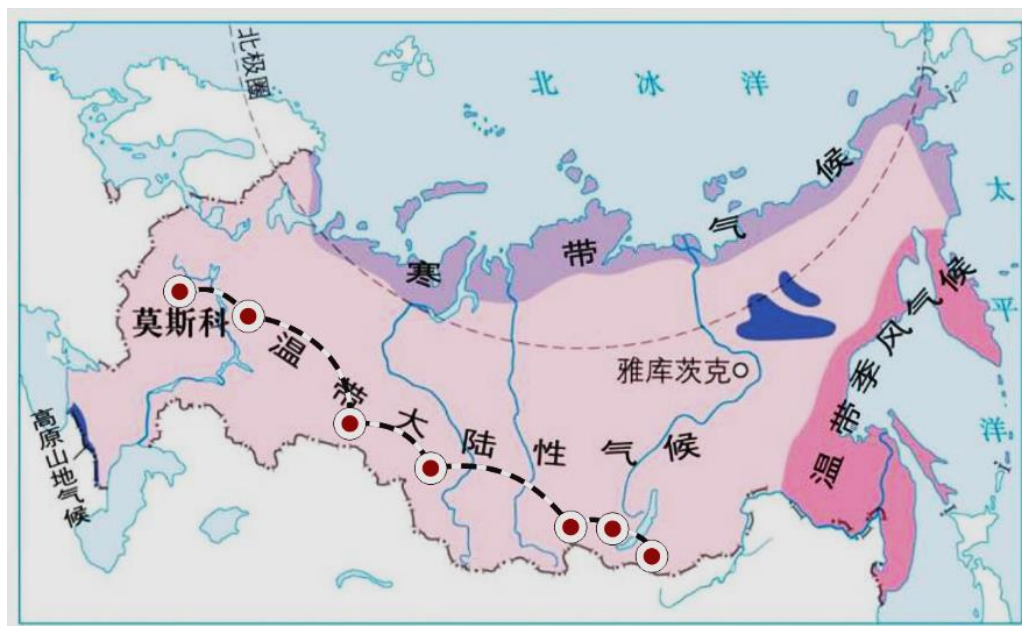 北极圈
北冰洋
寒带气候
太平洋
莫斯科
温带大陆性气候
雅库茨克
温带季风气候
高原山地气候